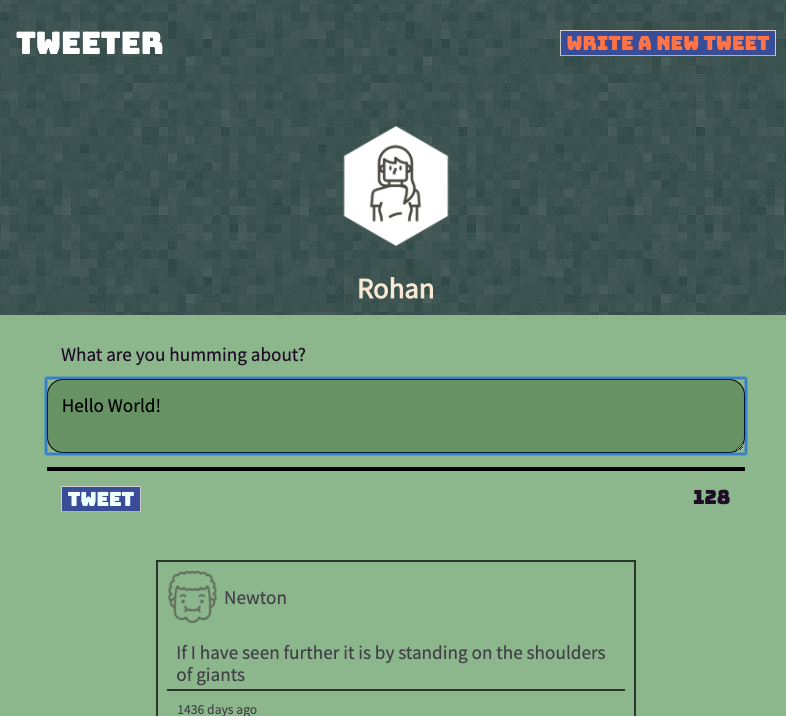 TWEETER
WRITE A NEW TWEET
Rohan
What are you humming about?
Hello World!
TWEET
128
Newton
If I have seen further it is by standing on the shoulders
of giants
1436 days ago